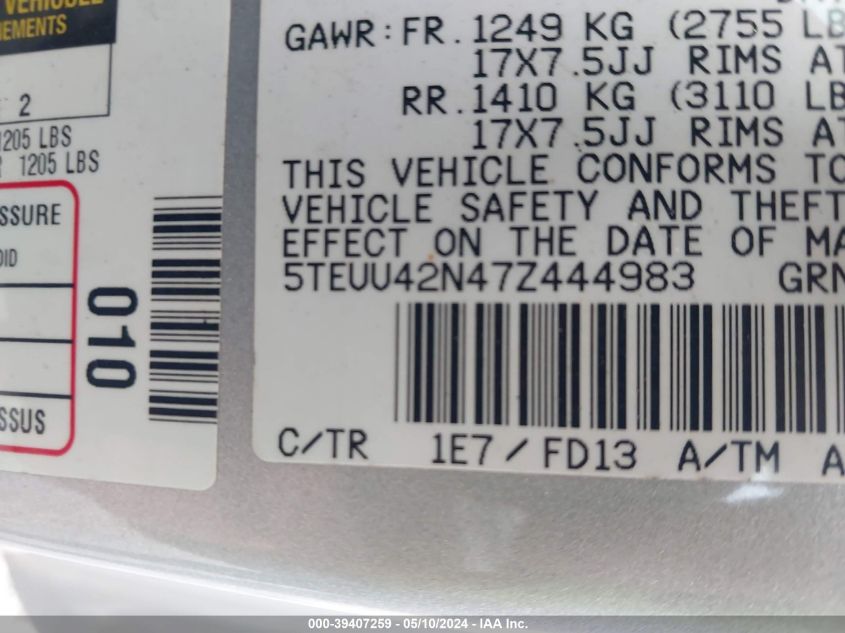 VEHICLE
GAWR: FR. 1249 KG (2755 LB
17X7.5JJ RIMS AT
RR. 1410 KG (3110 LB
17X7.5JJ RIMS AT
THIS VEHICLE CONFORMS TO
VEHICLE SAFETY AND THEFT
EFFECT ON THE DATE OF MA
5TEUU42N47Z444983 GRN
C/TR 1E7 / FD13 A/TM A
2
1205 LBS
1205 LBS
SSURE
OID
010
SSUS
000-39407259 - 05/10/2024 - IAA Inc.